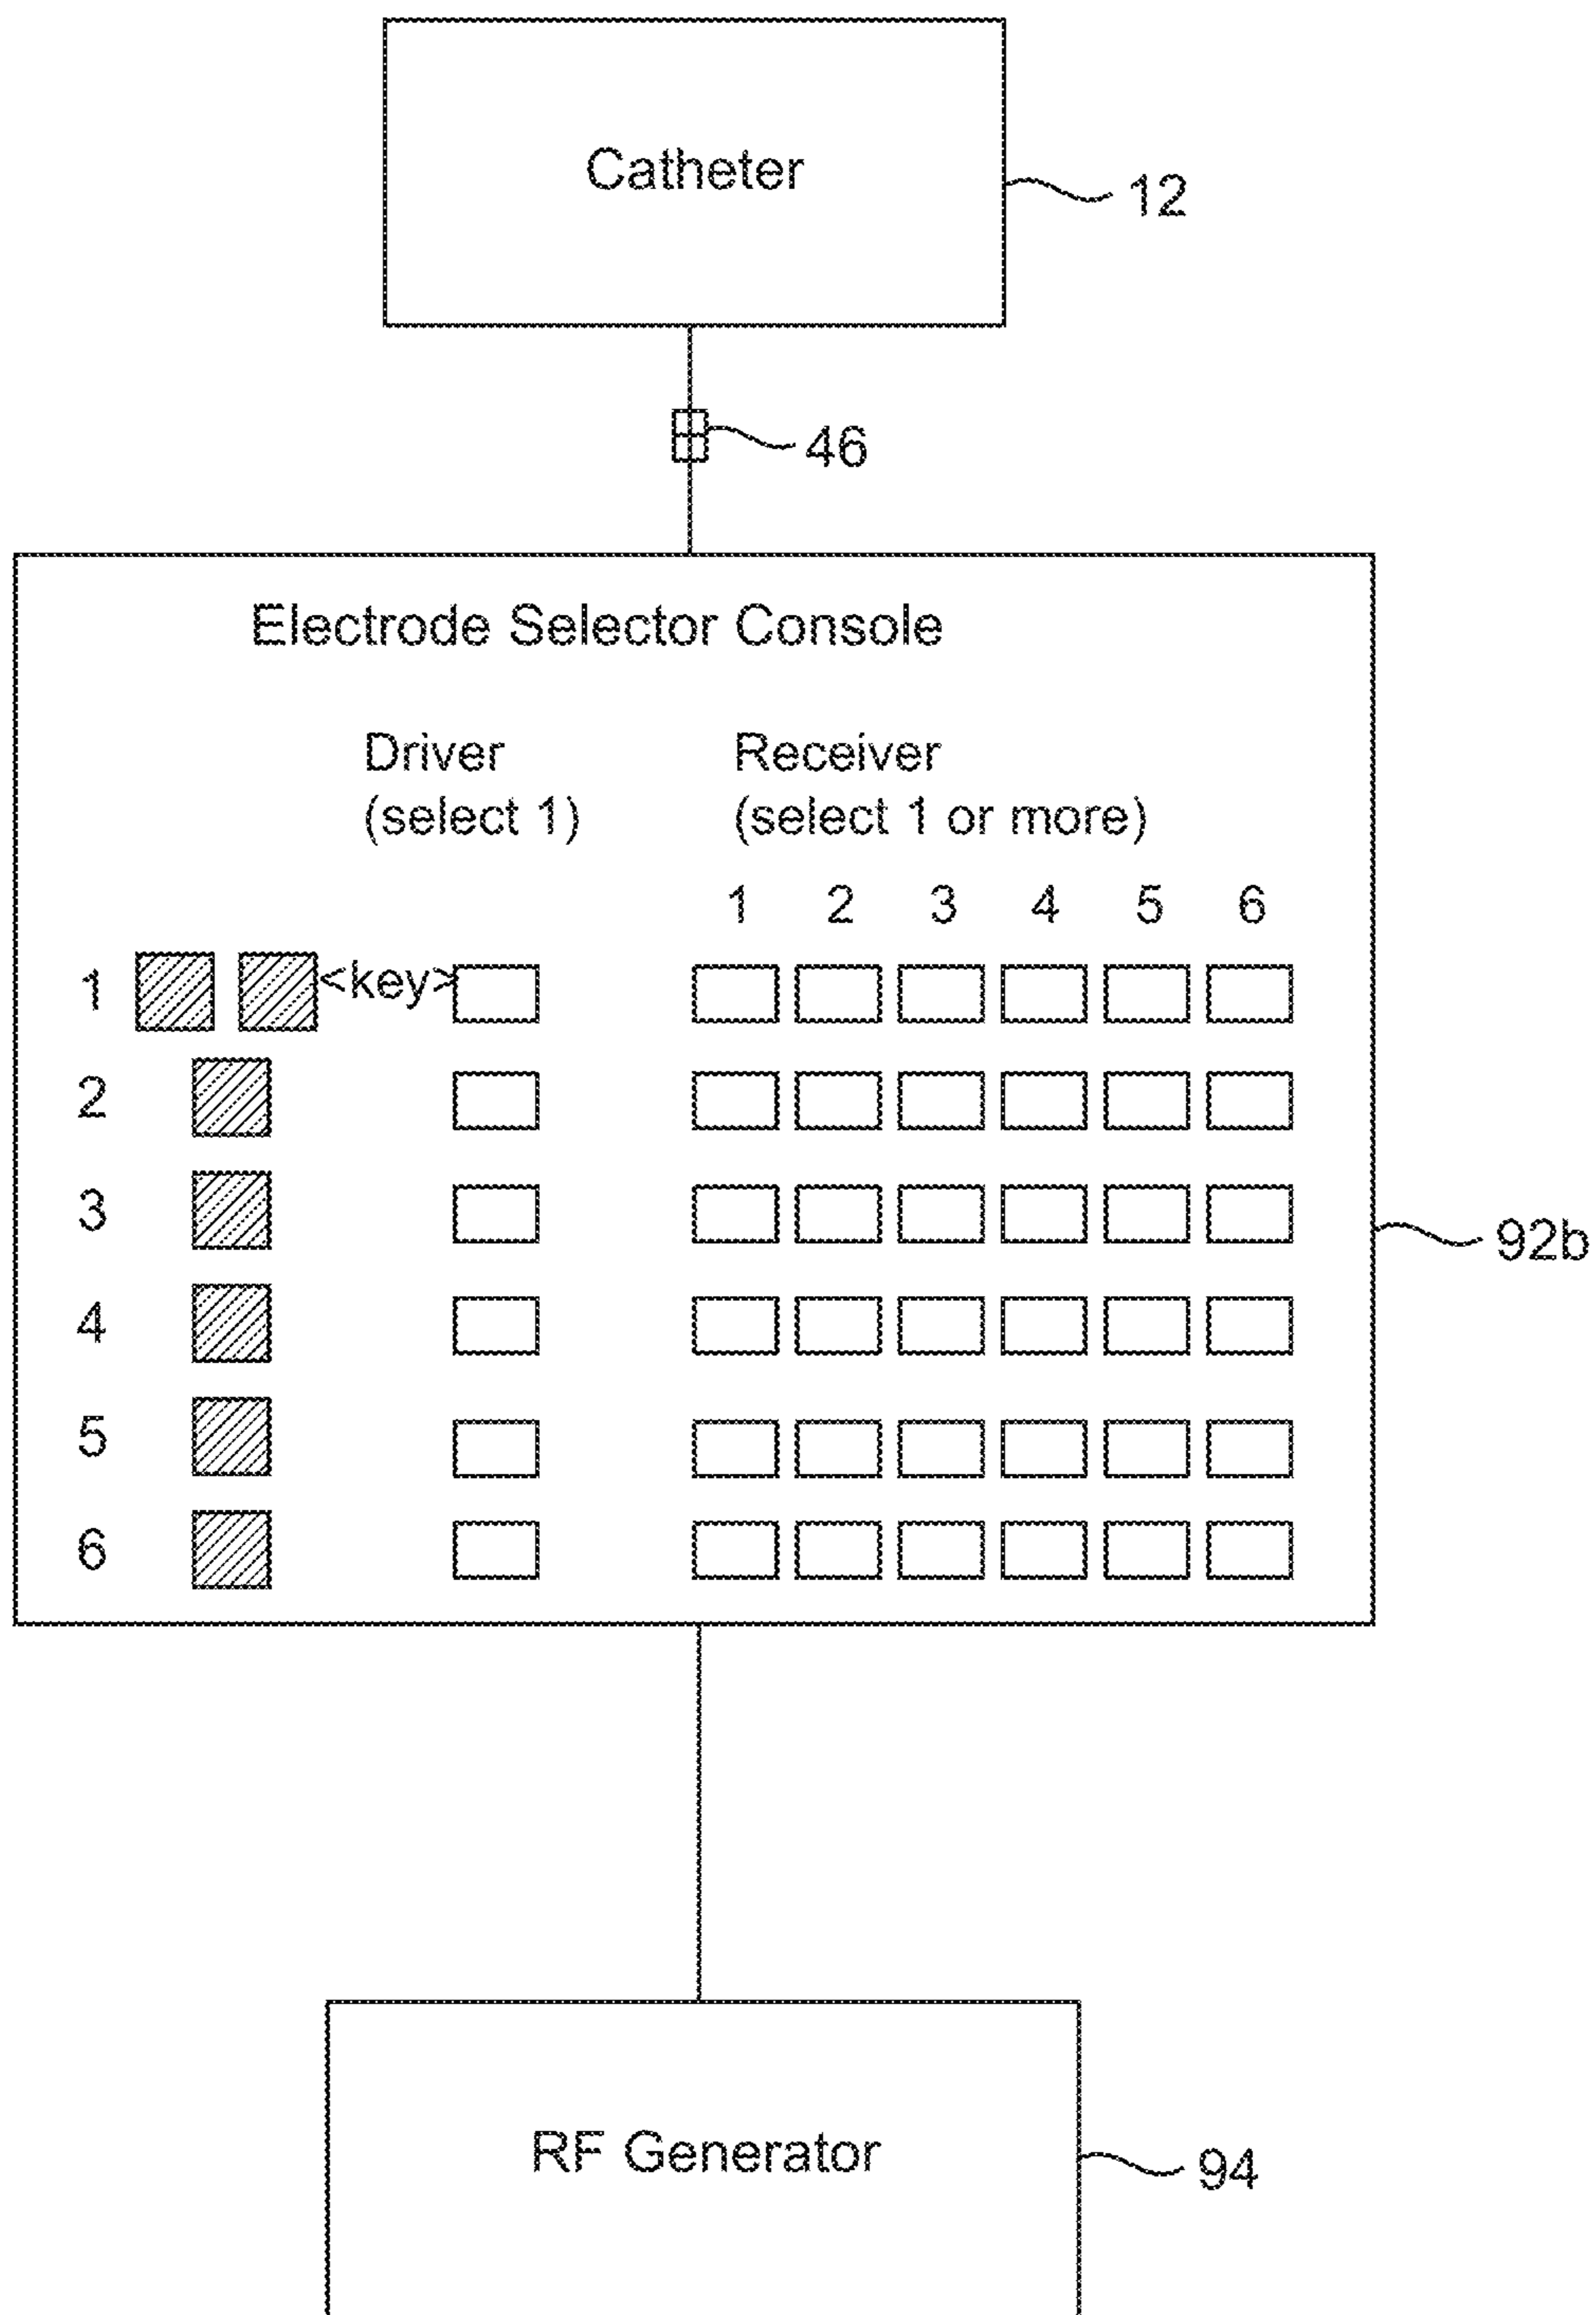 Catheter
12
46
Electrode Selector Console
Driver Receiver
(select 1) (select 1 or more)
1 2 3 4 5 6
1 <key>
2
3
92b
4
5
6
RF Generator
94